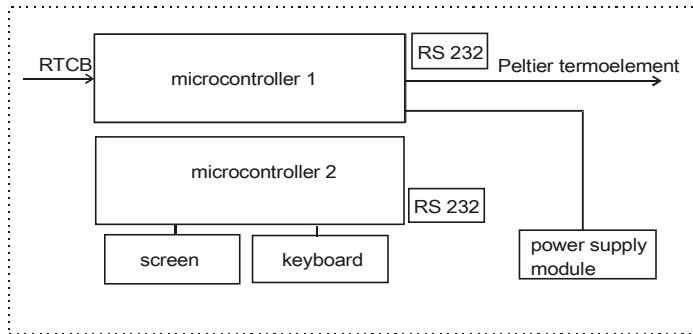 RS 232
RTCB
Peltier termoelement
microcontroller 1
microcontroller 2
RS 232
power supply
module
screen
keyboard